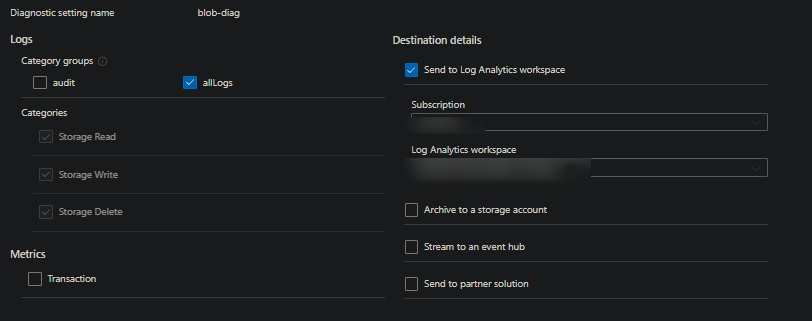 Diagnostic setting name blob-diag
Logs
Category groups
audit
allLogs
Categories
Storage Read
Storage Write
Storage Delete
Metrics
Transaction
Destination details
Send to Log Analytics workspace
Subscription
Log Analytics workspace
Archive to a storage account
Stream to an event hub
Send to partner solution